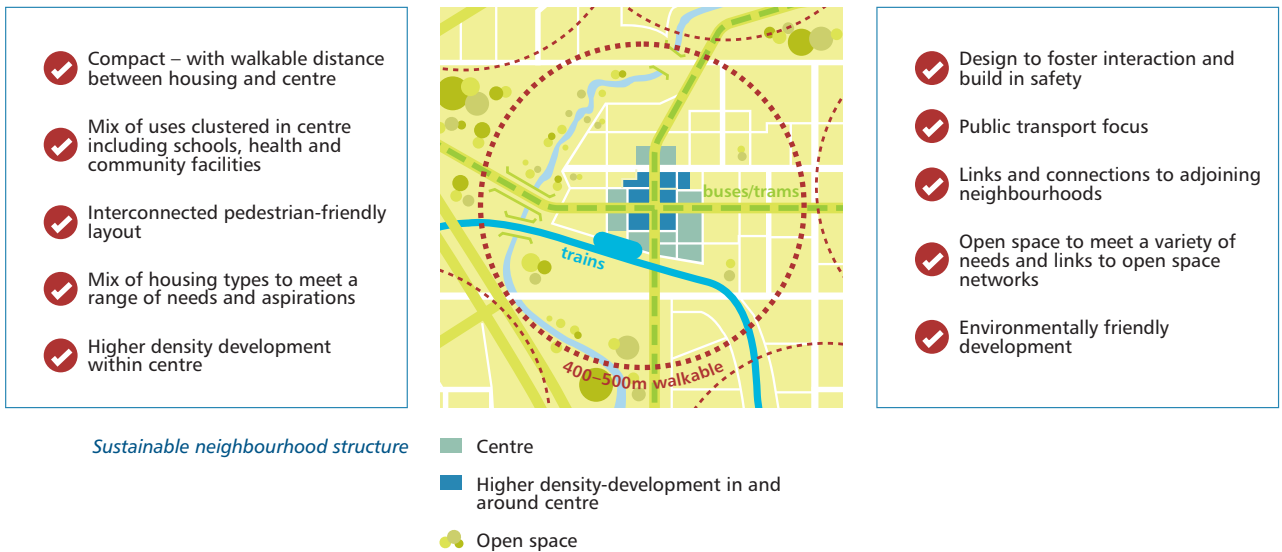 Compact – with walkable distance
between housing and centre
Mix of uses clustered in centre
including schools, health and
community facilities
Interconnected pedestrian-friendly
layout
Mix of housing types to meet a
range of needs and aspirations
Higher density development
within centre
buses/trams
trains
400–500m walkable
Design to foster interaction and
build in safety
Public transport focus
Links and connections to adjoining
neighbourhoods
Open space to meet a variety of
needs and links to open space
networks
Environmentally friendly
development
Sustainable neighbourhood structure
Centre
Higher density-development in and
around centre
Open space